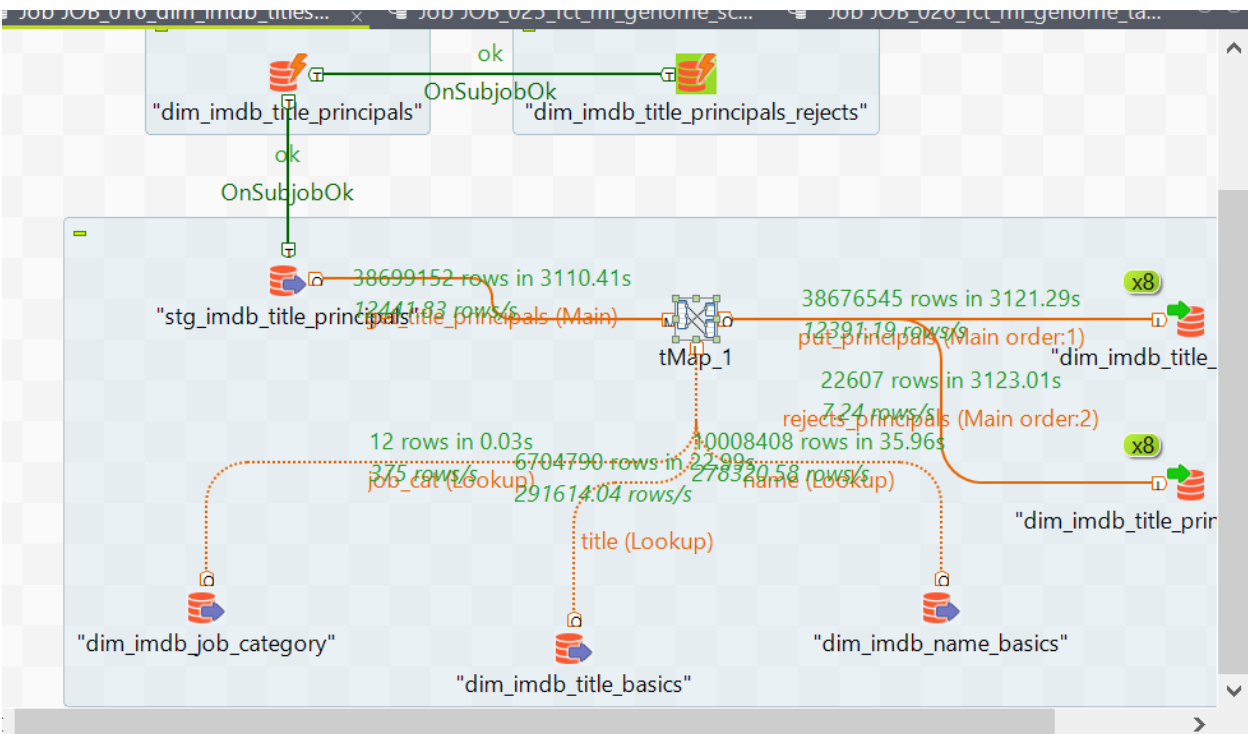 Job JOB_016_dim_imdb_titles...
Job JOB_025_fct_ml_genome_sc...
Job JOB_026_fct_ml_genome_ta...
ok
OnSubjobOk
"dim_imdb_title_principals"
"dim_imdb_title_principals_rejects"
ok
OnSubjobOk
38699152 rows in 3110.41s
12441.83 rows/s
"stg_imdb_title_principals"
title_principals (Main)
tMap_1
38676545 rows in 3121.29s
12391.19 rows/s
put_principals (Main order:1)
x8
"dim_imdb_title_
22607 rows in 3123.01s
7.24 rows/s
rejects_principals (Main order:2)
x8
"dim_imdb_title_prin
12 rows in 0.03s
375 rows/s
job_cat (Lookup)
6704790 rows in 22.99s
291614.04 rows/s
10008408 rows in 35.96s
278320.58 rows/s
name (Lookup)
title (Lookup)
"dim_imdb_job_category"
"dim_imdb_title_basics"
"dim_imdb_name_basics"